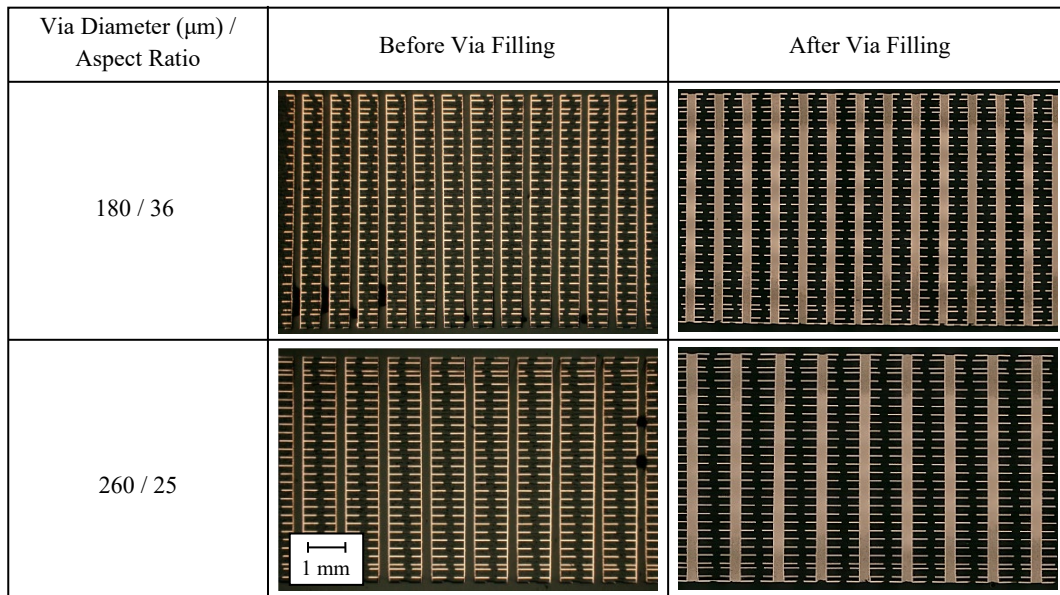 Via Diameter (μm) /
Aspect Ratio
Before Via Filling
After Via Filling
180 / 36
260 / 25
1 mm